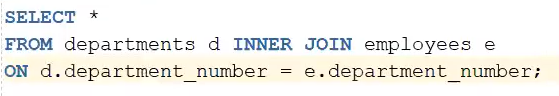 SELECT *
FROM departments d INNER JOIN employees e
ON d.department_number = e.department_number;